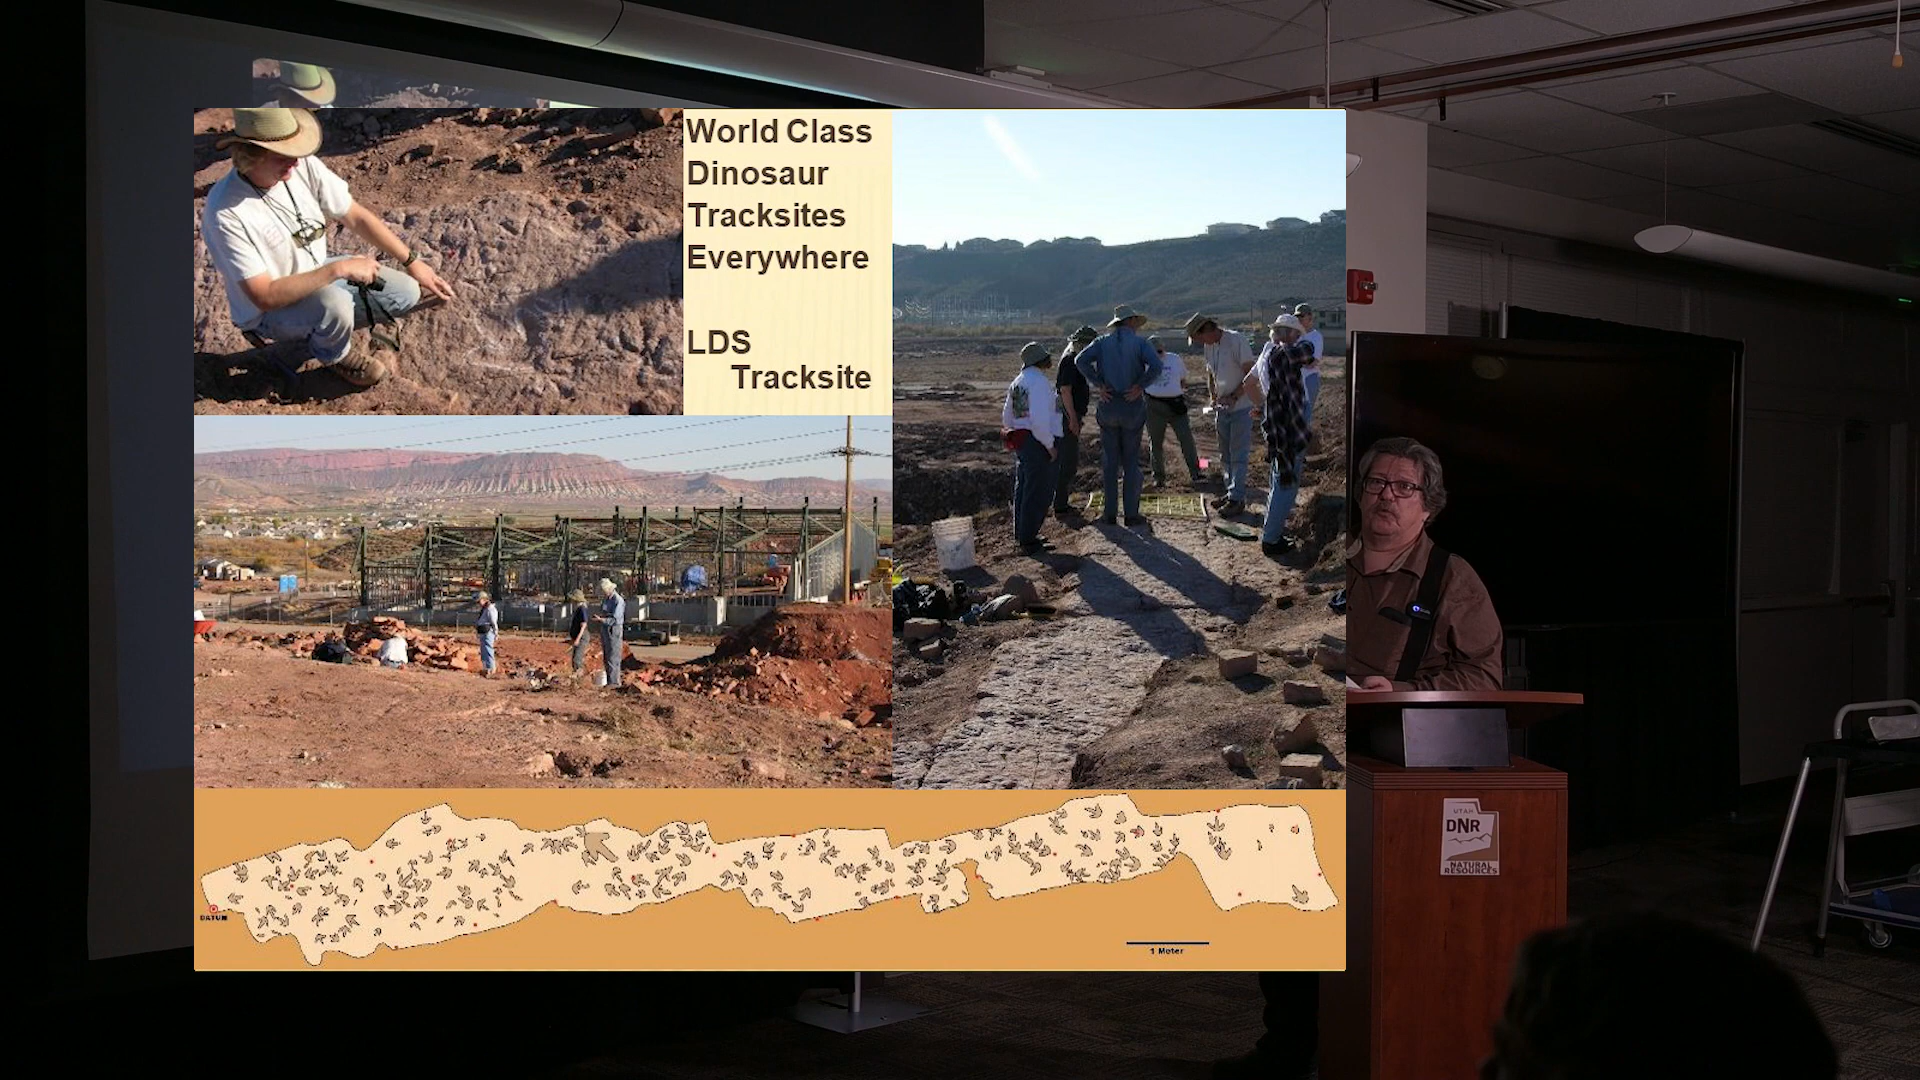 World Class
Dinosaur
Tracksites
Everywhere
LDS
Tracksite
DATUM
1 Meter
UTAH
DNR
NATURAL
RESOURCES